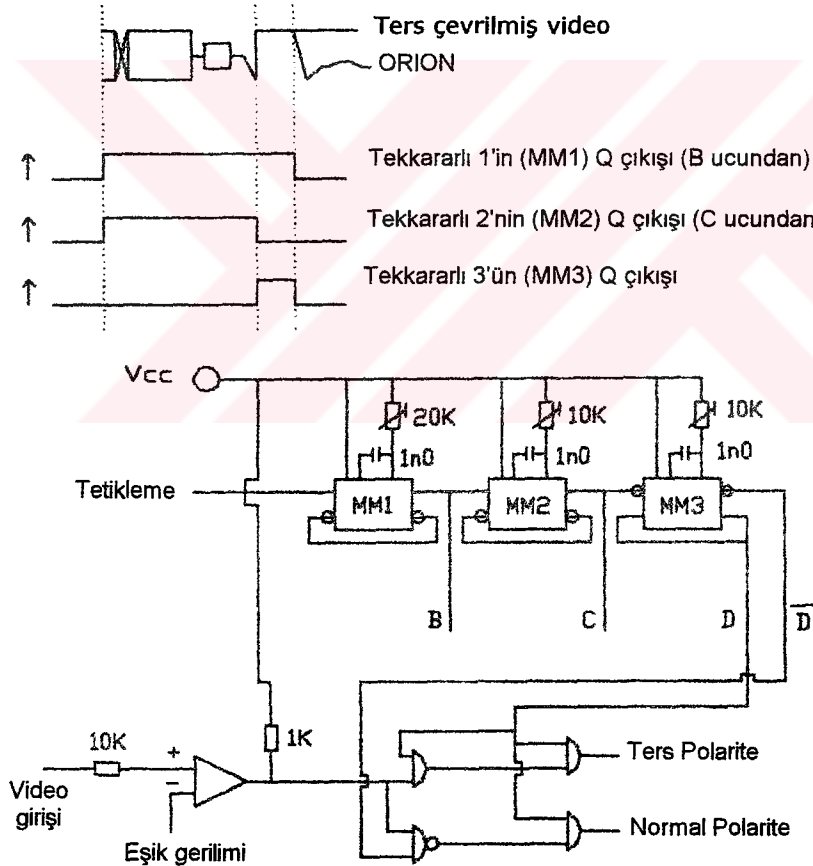 Ters çevrilmiş video
ORION
↑ Tekkararlı 1'in (MM1) Q çıkışı (B ucundan)
↑ Tekkararlı 2'nin (MM2) Q çıkışı (C ucundan
↑ Tekkararlı 3'ün (MM3) Q çıkışı
Vcc
20K 10K 10K
1n0 1n0 1n0
Tetikleme MM1 MM2 MM3
B C D D̅
10K + 1K Ters Polarite
−
Video girişi
Eşik gerilimi
Normal Polarite